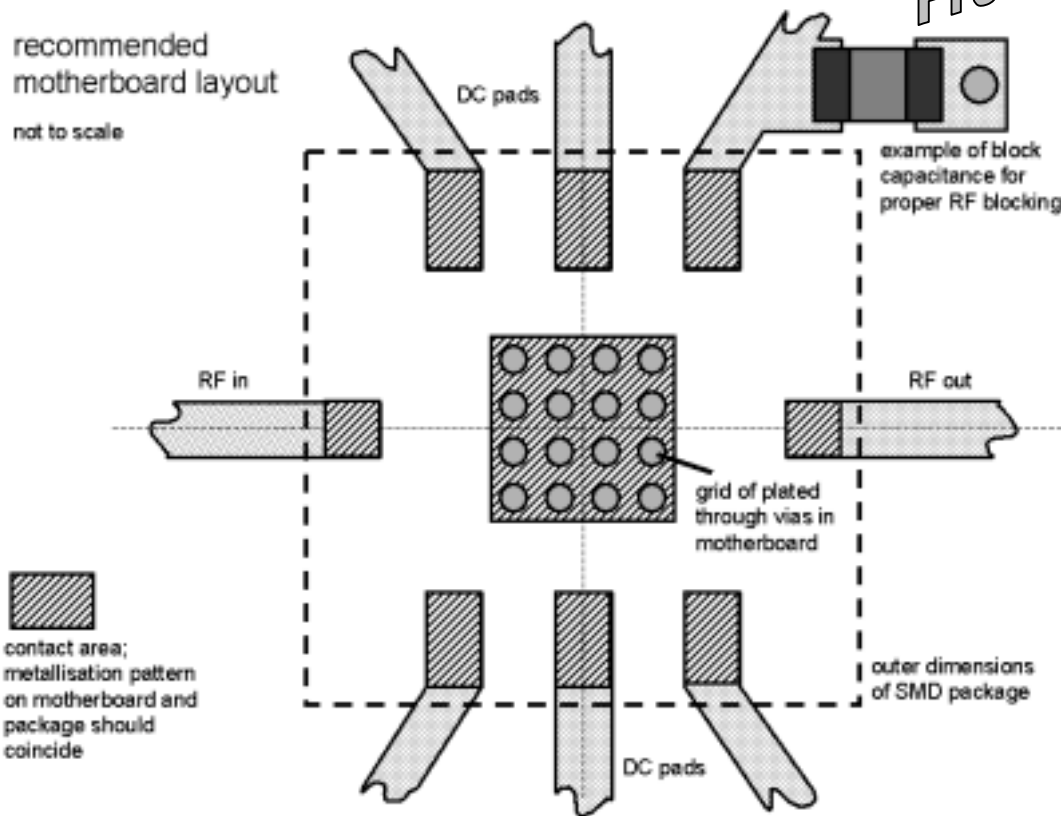 recommended
motherboard layout
not to scale
DC pads
example of block
capacitance for
proper RF blocking
RF in
RF out
grid of plated
through vias in
motherboard
contact area;
metallisation pattern
on motherboard and
package should
coincide
outer dimensions
of SMD package
DC pads